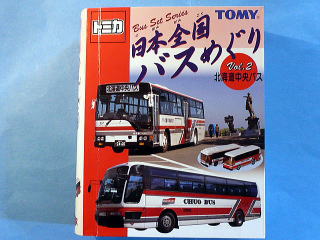 トミカ
Bus Set Series
TOMY
日本全国
バスめぐり
Vol.2
北海道中央バス
CHUO BUS